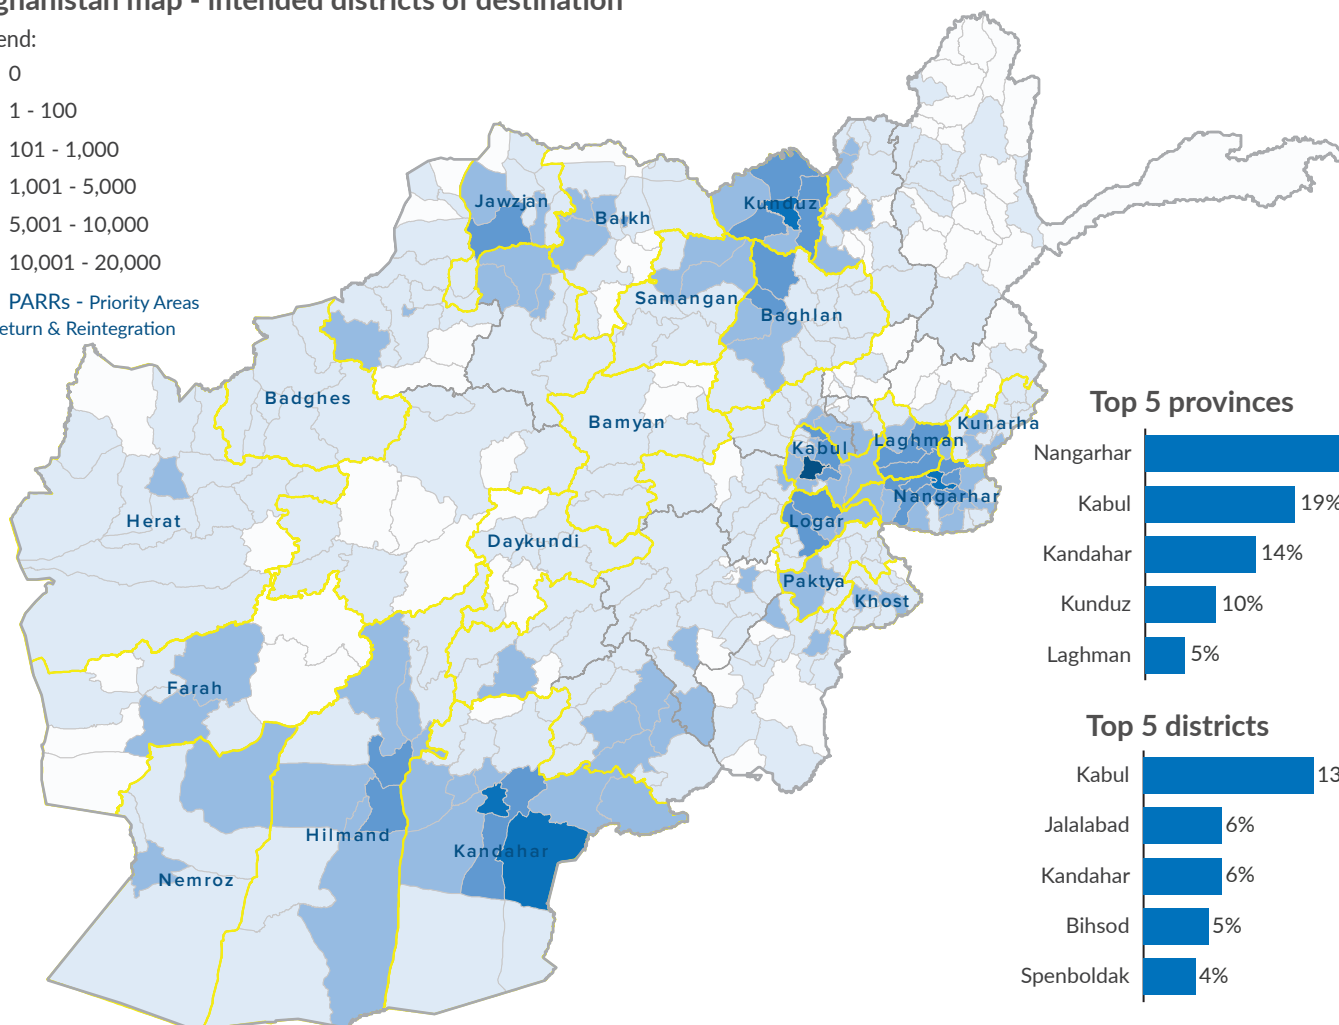 ghanistan map - intended districts of destination
end:
0
1 - 100
101 - 1,000
1,001 - 5,000
5,001 - 10,000
10,001 - 20,000
PARRs - Priority Areas
eturn & Reintegration
Jawzjan
Balkh
Kunduz
Samangan
Baghlan
Badghes
Bamyan
Kunarha
Kabul
Laghman
Nangarhar
Herat
Logar
Daykundi
Paktya
Khost
Farah
Hilmand
Kandahar
Nemroz
Top 5 provinces
Nangarhar
Kabul 19%
Kandahar 14%
Kunduz 10%
Laghman 5%
Top 5 districts
Kabul 13
Jalalabad 6%
Kandahar 6%
Bihsod 5%
Spenboldak 4%